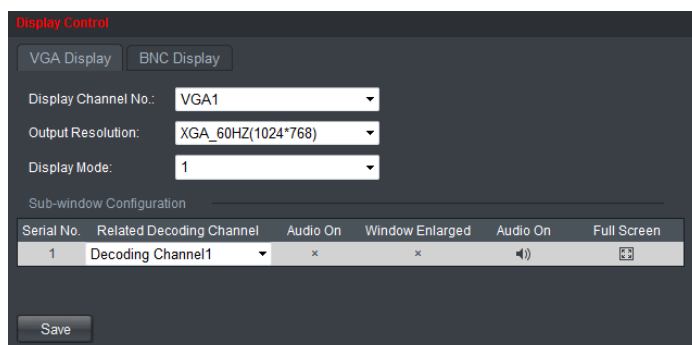 Display Control
VGA Display BNC Display
Display Channel No.: VGA1
Output Resolution: XGA_60HZ(1024*768)
Display Mode: 1
Sub-window Configuration
Serial No. Related Decoding Channel Audio On Window Enlarged Audio On Full Screen
1 Decoding Channel1 × ×
Save